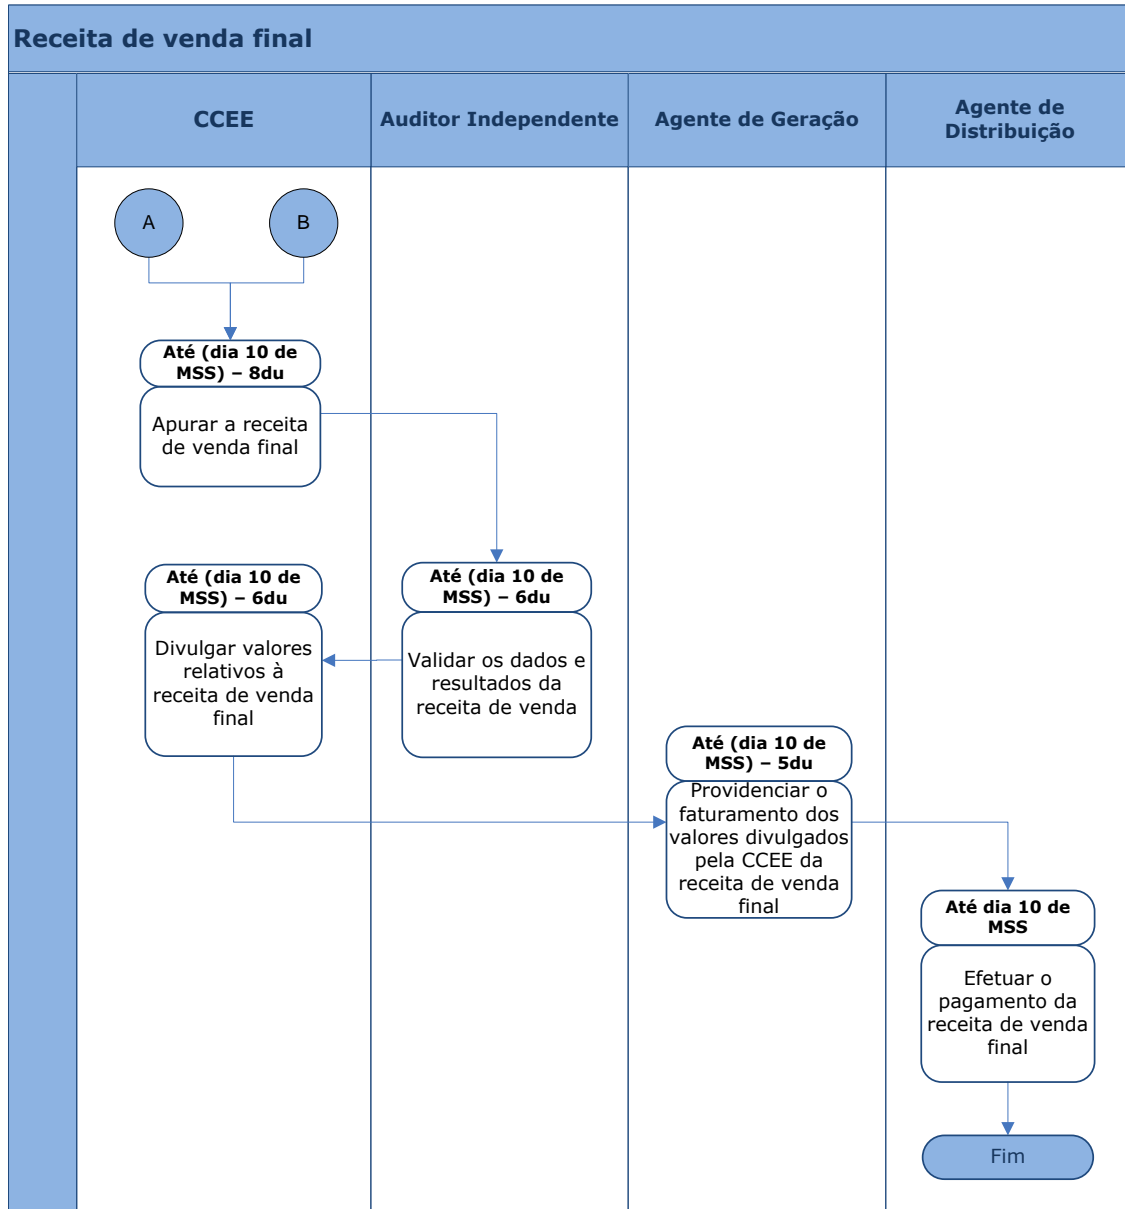 Receita de venda final
CCEE
Auditor Independente
Agente de Geração
Agente de
Distribuição
A
B
Até (dia 10 de
MSS) – 8du
Apurar a receita
de venda final
Até (dia 10 de
MSS) – 6du
Divulgar valores
relativos à
receita de venda
final
Até (dia 10 de
MSS) – 6du
Validar os dados e
resultados da
receita de venda
Até (dia 10 de
MSS) – 5du
Providenciar o
faturamento dos
valores divulgados
pela CCEE da
receita de venda
final
Até dia 10 de
MSS
Efetuar o
pagamento da
receita de venda
final
Fim